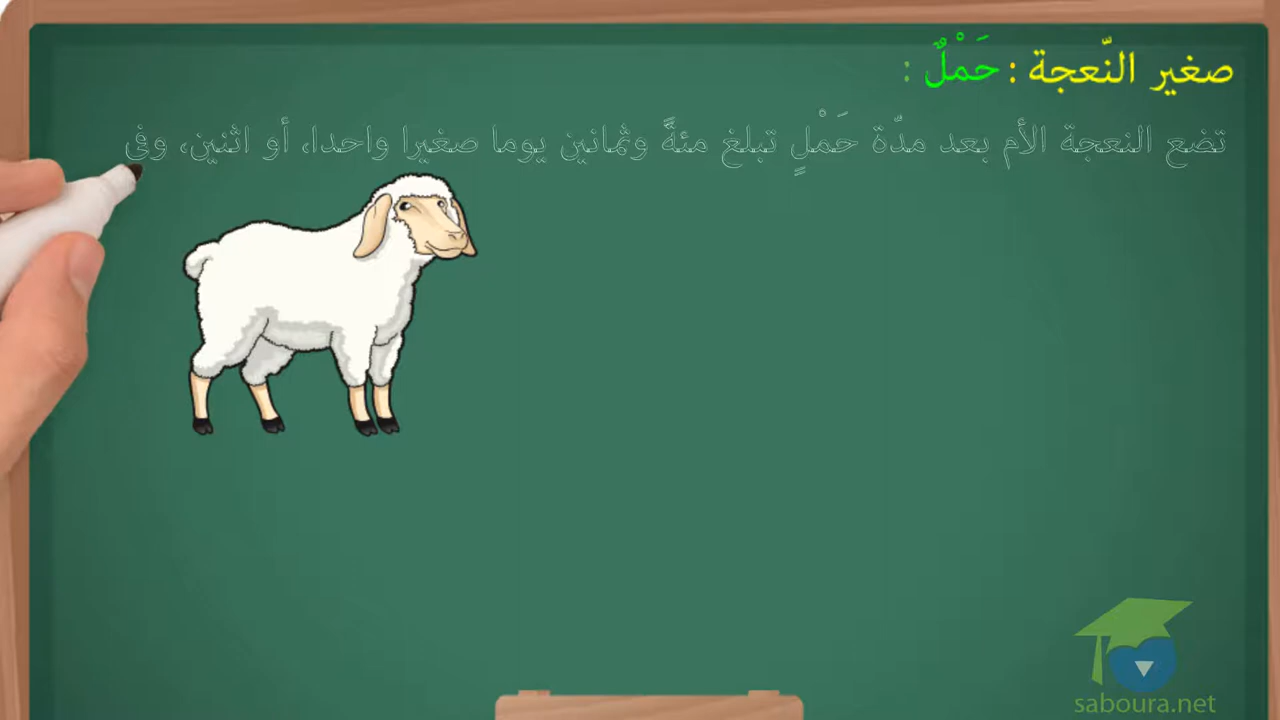 صغير النّعجة : حَمْلٌ :
تضع النعجة الأم بعد مدّة حَمْلٍ تبلغ مئةً وثمانين يوما صغيرا واحدا، أو اثنين، وفي
saboura.net